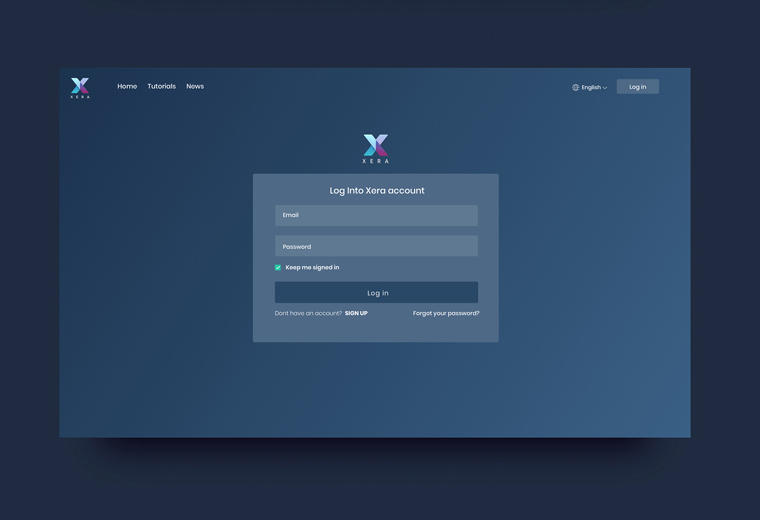 XERA
Home
Tutorials
News
English
Log in
XERA
Log Into Xera account
Email
Password
Keep me signed in
Log in
Dont have an account? SIGN UP
Forgot your password?